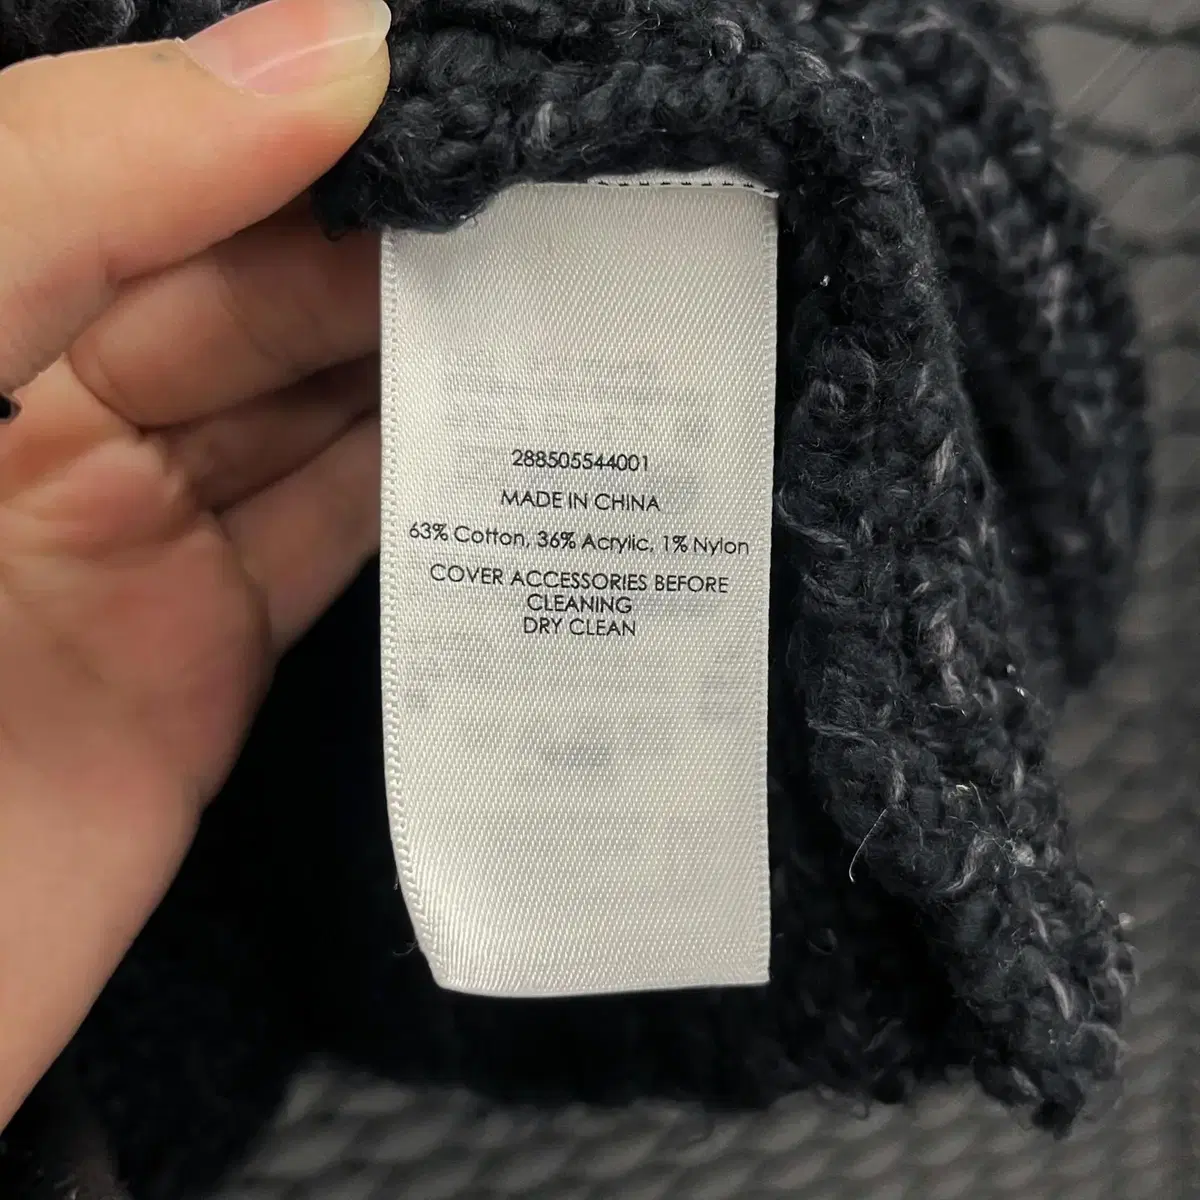 288505544001
MADE IN CHINA
63% Cotton, 36% Acrylic, 1% Nylon
COVER ACCESSORIES BEFORE
CLEANING
DRY CLEAN